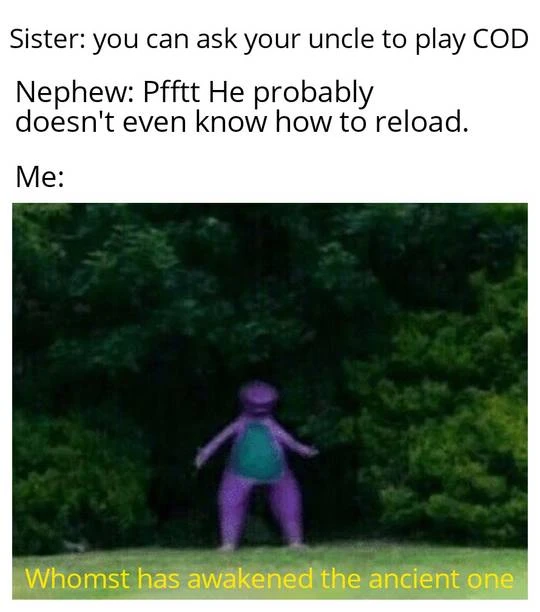 Sister: you can ask your uncle to play COD
Nephew: Pfftt He probably
doesn't even know how to reload.
Me:
Whomst has awakened the ancient one